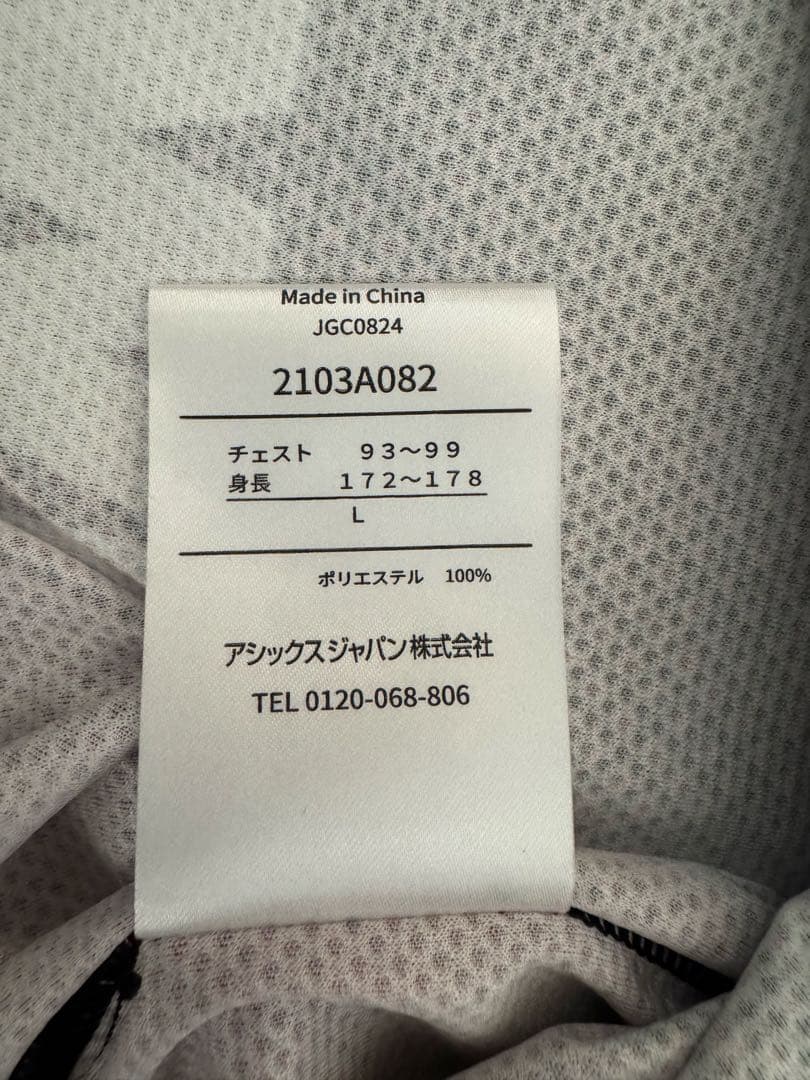 Made in China
JGC0824
2103A082
チェスト 93〜99
身長 172〜178
L
ポリエステル 100%
アシックスジャパン株式会社
TEL 0120-068-806